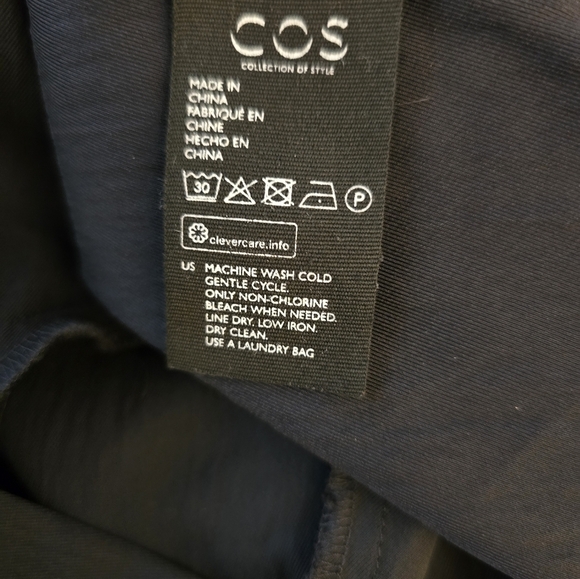 COS
COLLECTION OF STYLE
MADE IN
CHINA
FABRIQUÉ EN
CHINE
HECHO EN
CHINA
30 P
clevercare.info
US MACHINE WASH COLD
GENTLE CYCLE.
ONLY NON-CHLORINE
BLEACH WHEN NEEDED.
LINE DRY. LOW IRON.
DRY CLEAN.
USE A LAUNDRY BAG